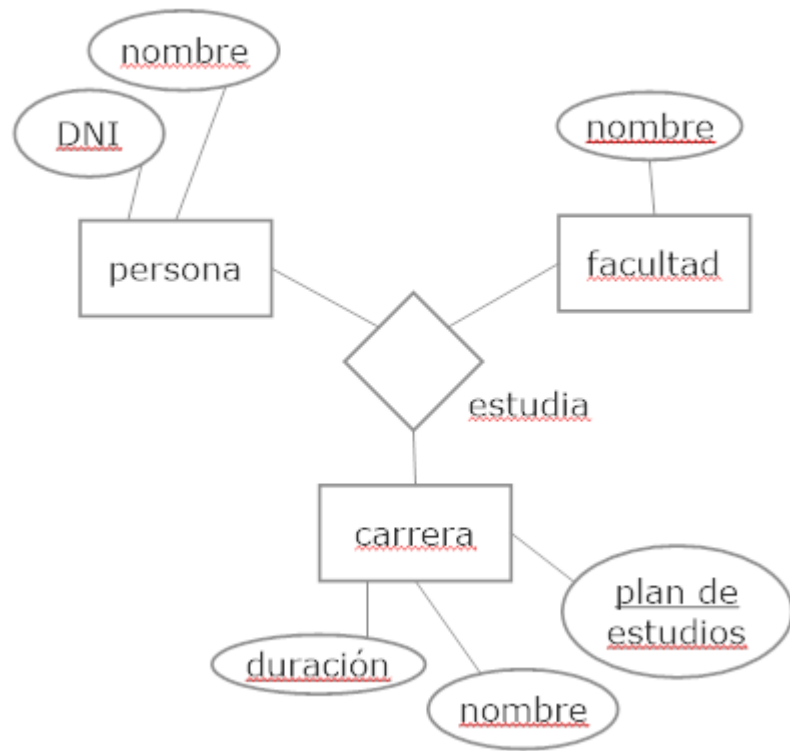 nombre
DNI
nombre
persona
facultad
estudia
carrera
plan de
estudios
duración
nombre